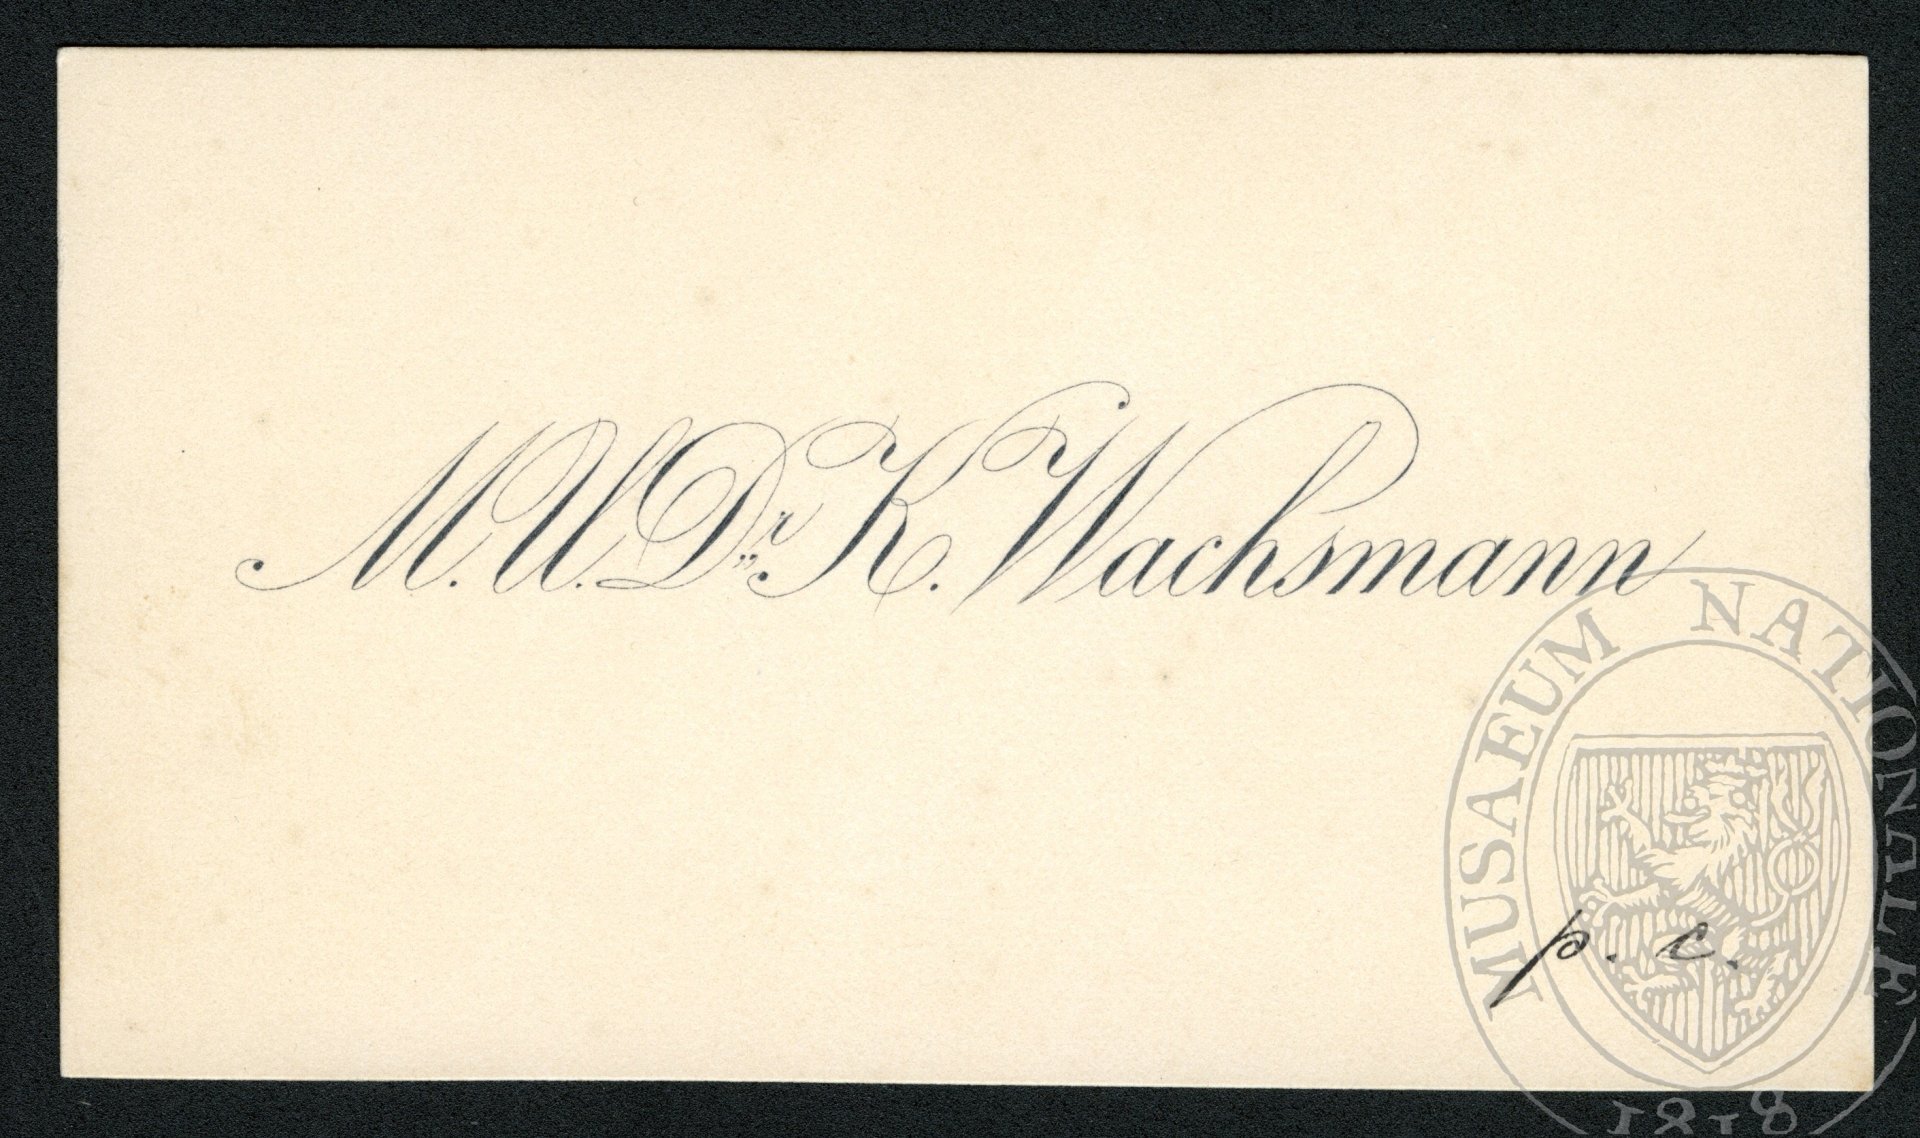 M.U.Dr. K. Wachsmann
p. c.
MUSAEUM NATIONALE
1818